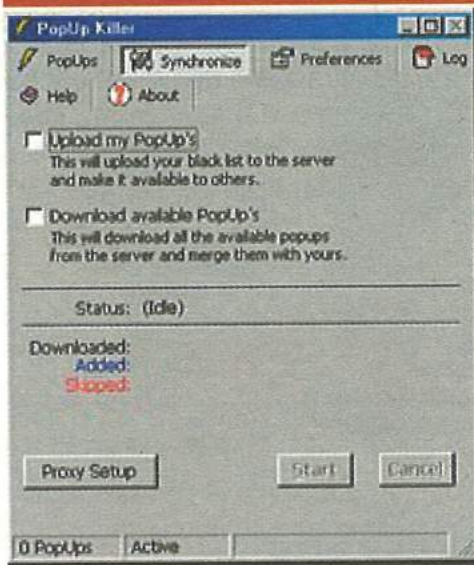 PopUp Killer
PopUps Synchronize Preferences Log
Help About
Upload my PopUp's
This will upload your black list to the server
and make it available to others.
Download available PopUp's
This will download all the available popups
from the server and merge them with yours.
Status: (Idle)
Downloaded:
Added:
Skipped:
Proxy Setup Start Cancel
0 PopUps Active